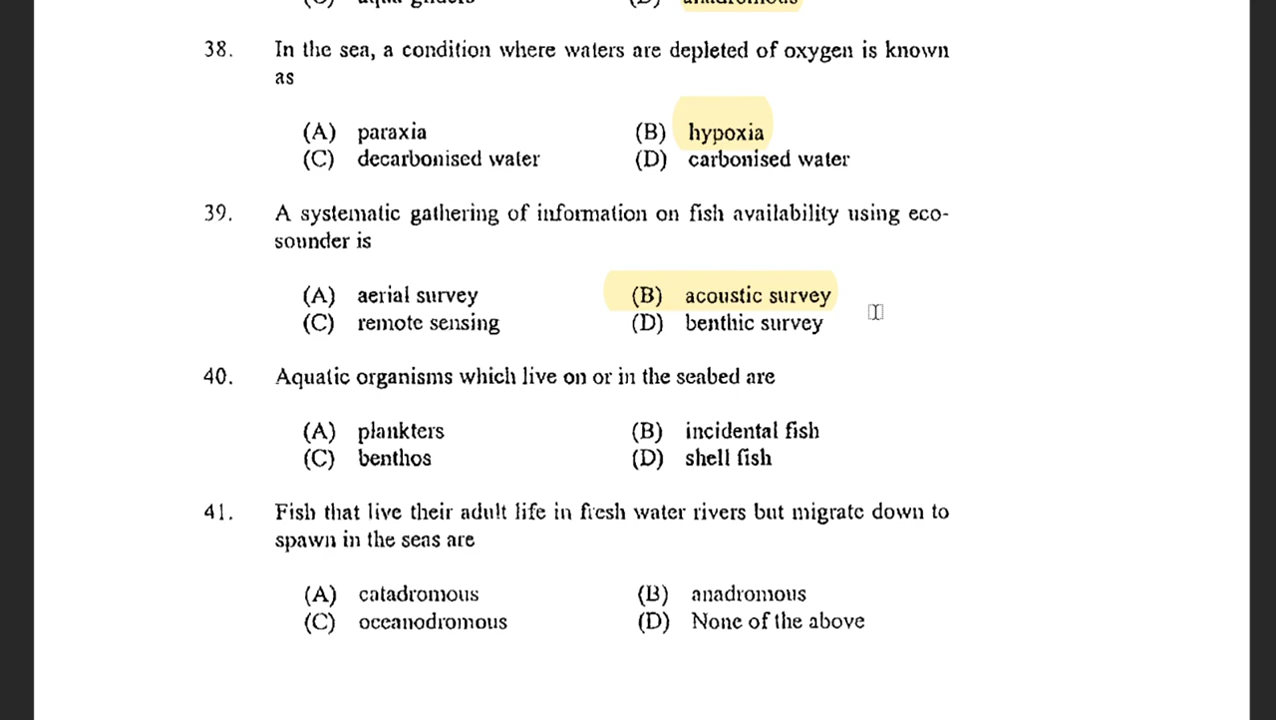 (C) aqua gliders (D) anadromous
38. In the sea, a condition where waters are depleted of oxygen is known
as
(A) paraxia (B) hypoxia
(C) decarbonised water (D) carbonised water
39. A systematic gathering of information on fish availability using eco-
sounder is
(A) aerial survey (B) acoustic survey
(C) remote sensing (D) benthic survey
40. Aquatic organisms which live on or in the seabed are
(A) plankters (B) incidental fish
(C) benthos (D) shell fish
41. Fish that live their adult life in fresh water rivers but migrate down to
spawn in the seas are
(A) catadromous (B) anadromous
(C) oceanodromous (D) None of the above